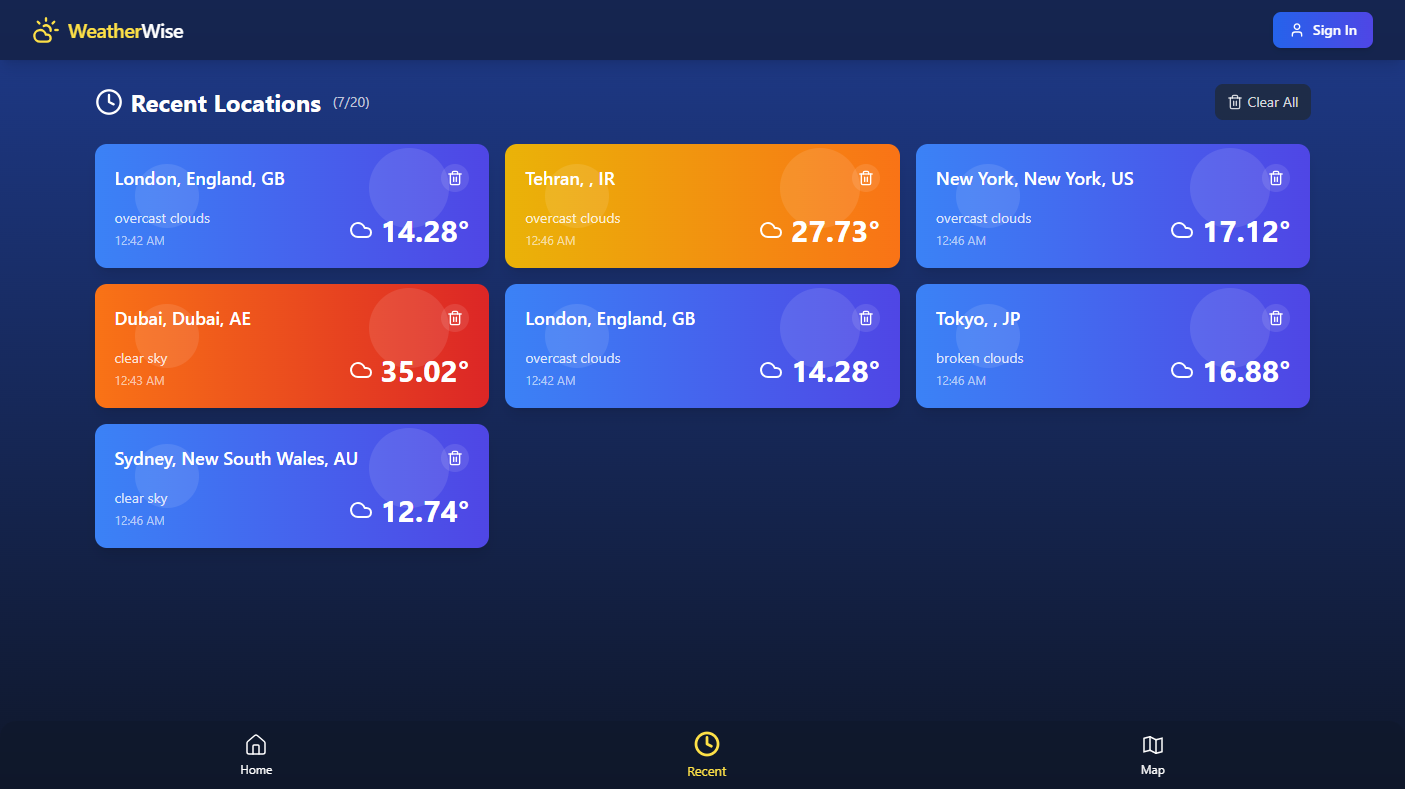 WeatherWise
Sign In
Recent Locations (7/20)
Clear All
London, England, GB
overcast clouds
12:42 AM
14.28°
Tehran, , IR
overcast clouds
12:46 AM
27.73°
New York, New York, US
overcast clouds
12:46 AM
17.12°
Dubai, Dubai, AE
clear sky
12:43 AM
35.02°
London, England, GB
overcast clouds
12:42 AM
14.28°
Tokyo, , JP
broken clouds
12:46 AM
16.88°
Sydney, New South Wales, AU
clear sky
12:46 AM
12.74°
Home
Recent
Map